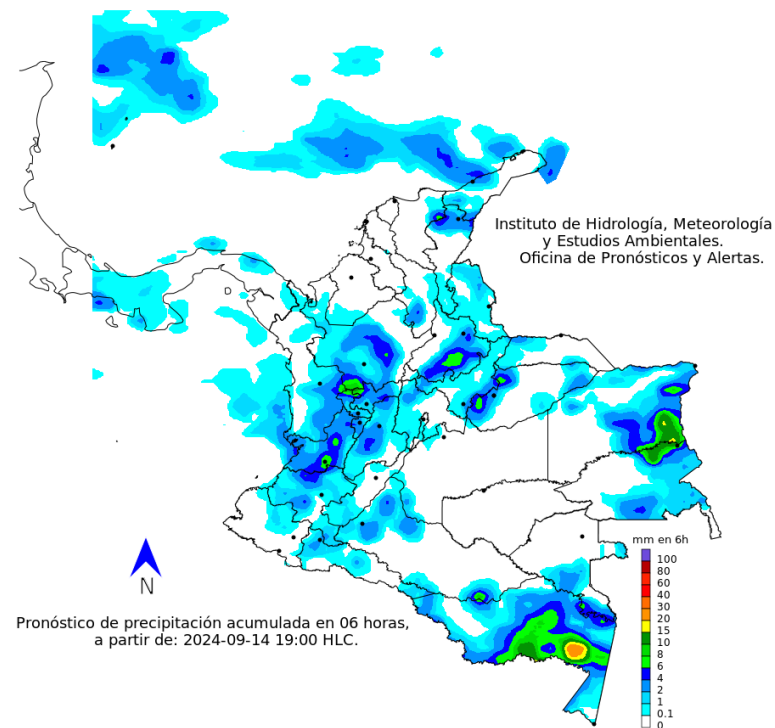 Instituto de Hidrología, Meteorología
y Estudios Ambientales.
Oficina de Pronósticos y Alertas.
N
Pronóstico de precipitación acumulada en 06 horas,
a partir de: 2024-09-14 19:00 HLC.
mm en 6h
100
80
60
40
30
20
15
10
8
6
4
2
1
0.1
0